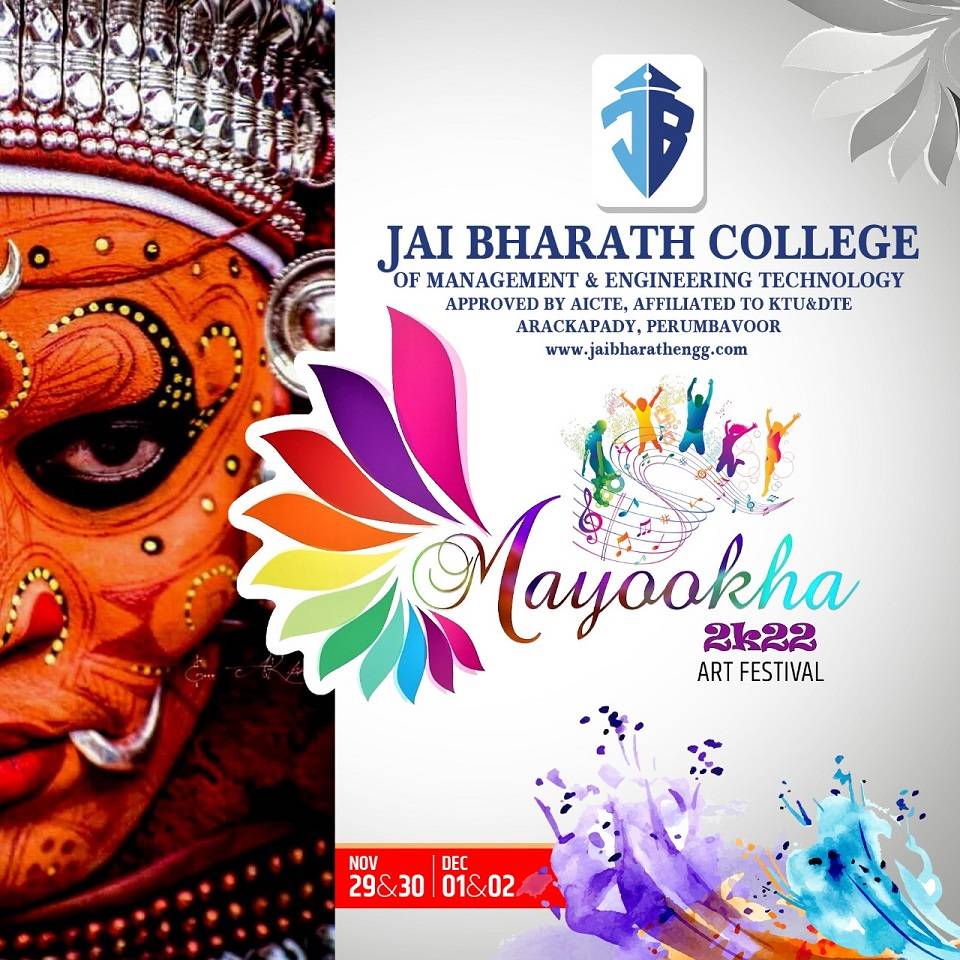 JB
JAI BHARATH COLLEGE
OF MANAGEMENT & ENGINEERING TECHNOLOGY
APPROVED BY AICTE, AFFILIATED TO KTU&DTE
ARACKAPADY, PERUMBAVOOR
www.jaibharathengg.com
Mayookha
2k22
ART FESTIVAL
NOV
29&30
DEC
01&02